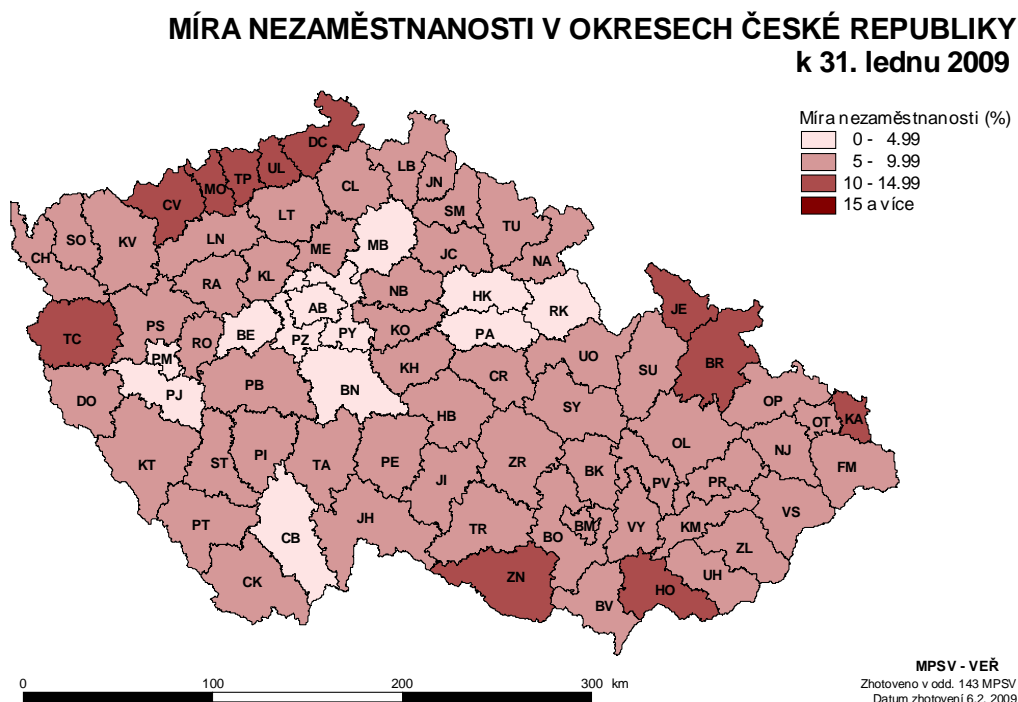 MÍRA NEZAMĚSTNANOSTI V OKRESECH ČESKÉ REPUBLIKY
k 31. lednu 2009
Míra nezaměstnanosti (%)
0 - 4.99
5 - 9.99
10 - 14.99
15 a více
DC
UL
TP
MO
CV
LB
JN
CL
LT
SM
TU
SO
KV
CH
LN
ME
MB
JC
NA
RA
KL
NB
HK
RK
AB
JE
TC
PS
RO
BE
PZ
PY
KO
PA
PM
BR
UO
SU
KH
CR
PJ
PB
BN
DO
HB
SY
OP
OT
KA
OL
NJ
FM
KT
ST
PI
TA
PE
ZR
JI
BK
PV
PR
VS
PT
JH
CB
TR
BO
BM
VY
KM
ZL
CK
ZN
UH
HO
BV
0 100 200 300 km
MPSV - VEŘ
Zhotoveno v odd. 143 MPSV
Datum zhotovení 6.2. 2009